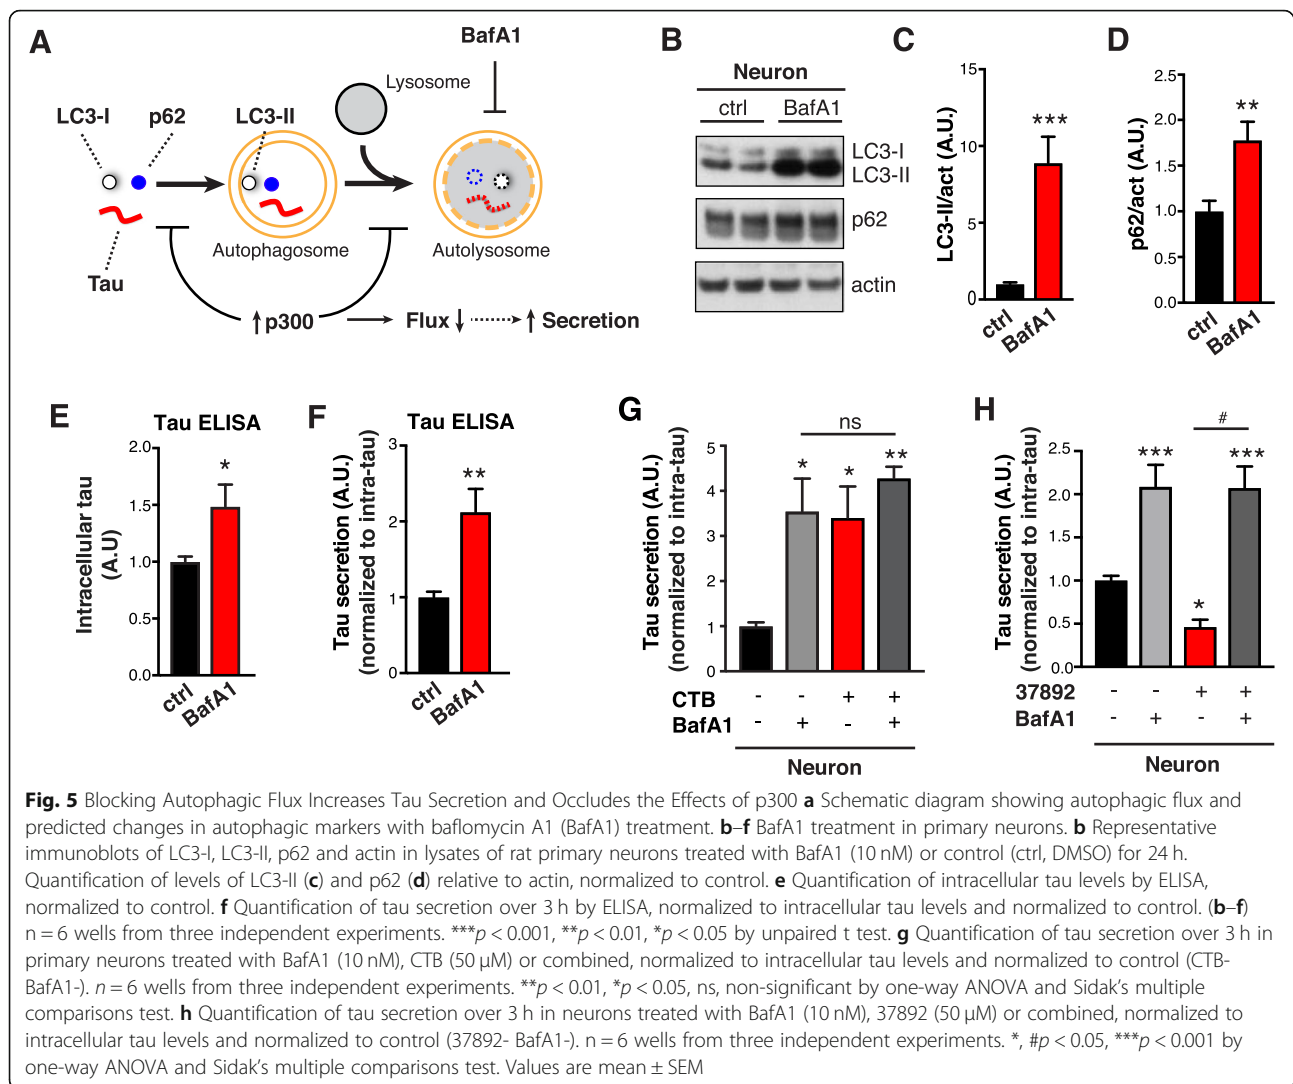 A
BafA1
Lysosome
LC3-I
p62
LC3-II
Autophagosome
Autolysosome
Tau
↑p300
Flux ↓
↑ Secretion
B
Neuron
ctrl BafA1
LC3-I
LC3-II
p62
actin
C
LC3-II/act (A.U.)
15
10
5
0
***
ctrl
BafA1
D
p62/act (A.U.)
2.5
2.0
1.5
1.0
0.5
0.0
**
ctrl
BafA1
E
Tau ELISA
Intracellular tau
(A.U)
2.0
1.5
1.0
0.5
0.0
*
ctrl
BafA1
F
Tau ELISA
Tau secretion (A.U.)
(normalized to intra-tau)
3
2
1
0
**
ctrl
BafA1
G
Tau secretion (A.U.)
(normalized to intra-tau)
5
4
3
2
1
0
ns
* * **
CTB - - + +
BafA1 - + - +
Neuron
H
Tau secretion (A.U.)
(normalized to intra-tau)
2.5
2.0
1.5
1.0
0.5
0.0
#
*** * ***
37892 - - + +
BafA1 - + - +
Neuron
Fig. 5 Blocking Autophagic Flux Increases Tau Secretion and Occludes the Effects of p300 a Schematic diagram showing autophagic flux and
predicted changes in autophagic markers with baflomycin A1 (BafA1) treatment. b–f BafA1 treatment in primary neurons. b Representative
immunoblots of LC3-I, LC3-II, p62 and actin in lysates of rat primary neurons treated with BafA1 (10 nM) or control (ctrl, DMSO) for 24 h.
Quantification of levels of LC3-II (c) and p62 (d) relative to actin, normalized to control. e Quantification of intracellular tau levels by ELISA,
normalized to control. f Quantification of tau secretion over 3 h by ELISA, normalized to intracellular tau levels and normalized to control. (b–f)
n = 6 wells from three independent experiments. ***p < 0.001, **p < 0.01, *p < 0.05 by unpaired t test. g Quantification of tau secretion over 3 h in
primary neurons treated with BafA1 (10 nM), CTB (50 μM) or combined, normalized to intracellular tau levels and normalized to control (CTB-
BafA1-). n = 6 wells from three independent experiments. **p < 0.01, *p < 0.05, ns, non-significant by one-way ANOVA and Sidak's multiple
comparisons test. h Quantification of tau secretion over 3 h in neurons treated with BafA1 (10 nM), 37892 (50 μM) or combined, normalized to
intracellular tau levels and normalized to control (37892- BafA1-). n = 6 wells from three independent experiments. *, #p < 0.05, ***p < 0.001 by
one-way ANOVA and Sidak's multiple comparisons test. Values are mean ± SEM